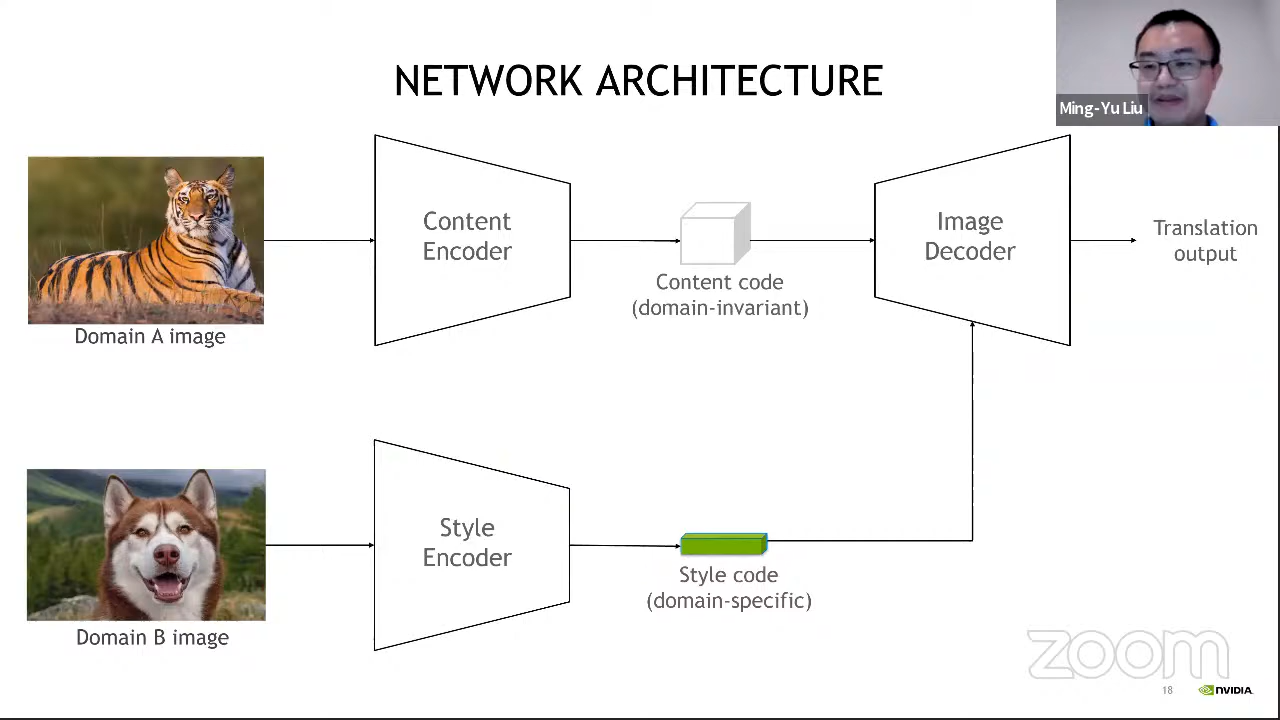 NETWORK ARCHITECTURE
Ming-Yu Liu
Content
Encoder
Image
Decoder
Translation
output
Content code
(domain-invariant)
Domain A image
Style
Encoder
Style code
(domain-specific)
Domain B image
zoom
18
NVIDIA.